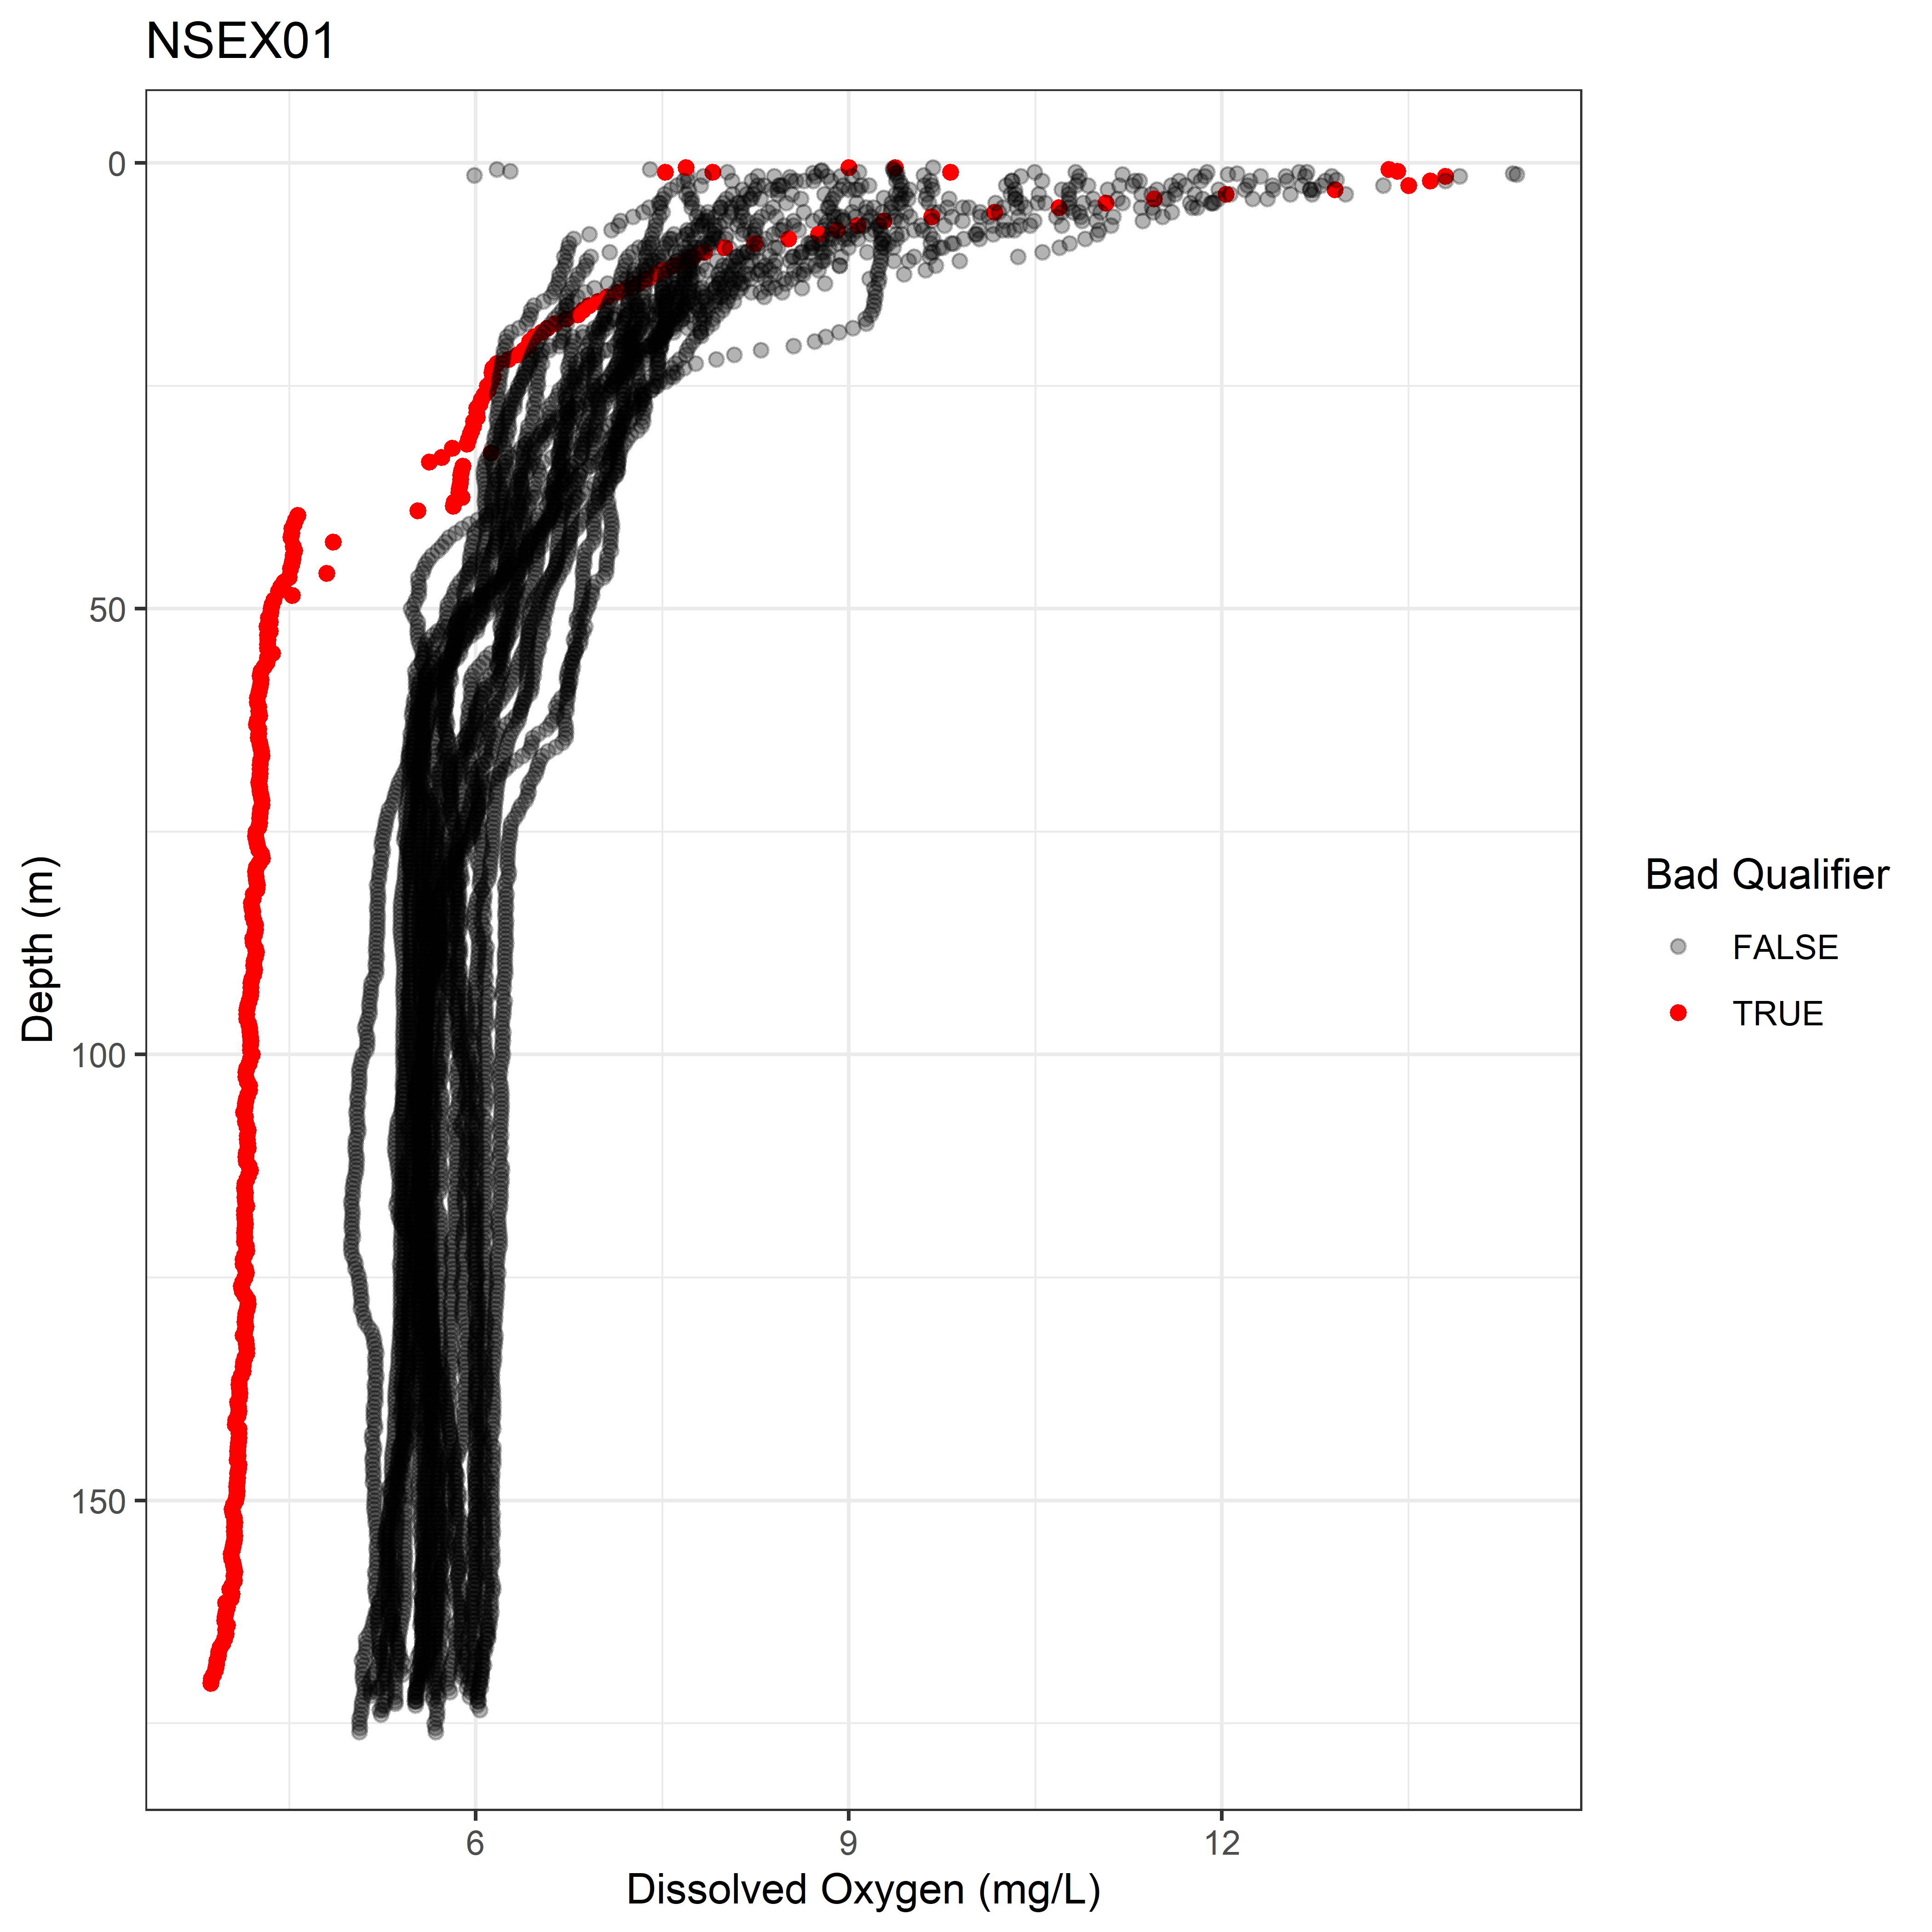 NSEX01
0
50
100
150
Depth (m)
6 9 12
Dissolved Oxygen (mg/L)
Bad Qualifier
FALSE
TRUE